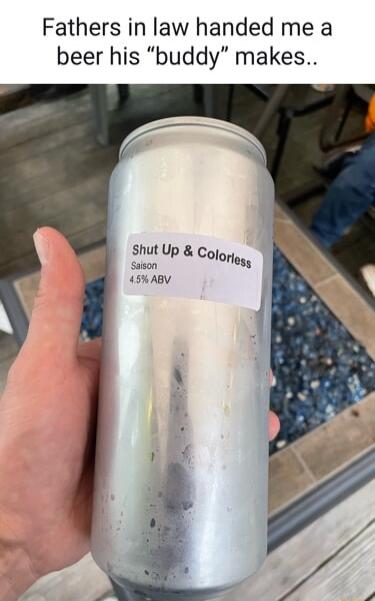 Fathers in law handed me a
beer his “buddy” makes..
Shut Up & Colorless
Saison
4.5% ABV